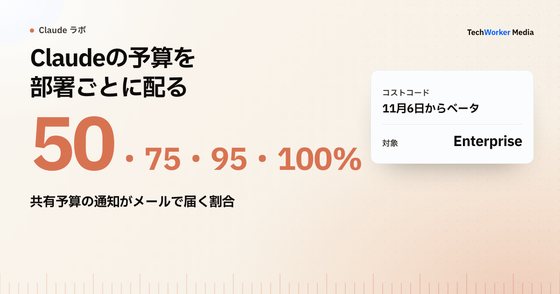 Claude ラボ
TechWorker Media
Claudeの予算を
部署ごとに配る
50・75・95・100%
共有予算の通知がメールで届く割合
コストコード
11月6日からベータ
対象 Enterprise